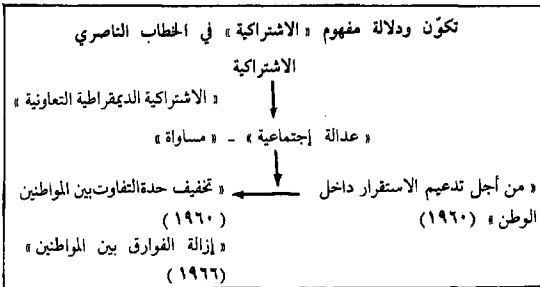 تكوّن ودلالة مفهوم « الاشتراكية » في الخطاب الناصري
الاشتراكية
« الاشتراكية الديمقراطية التعاونية »
« عدالة إجتماعية » - « مساواة »
« من أجل تدعيم الاستقرار داخل
الوطن » (١٩٦٠)
« تخفيف حدة التفاوت بين المواطنين
(١٩٦٠)
« إزالة الفوارق بين المواطنين »
(١٩٦٦)